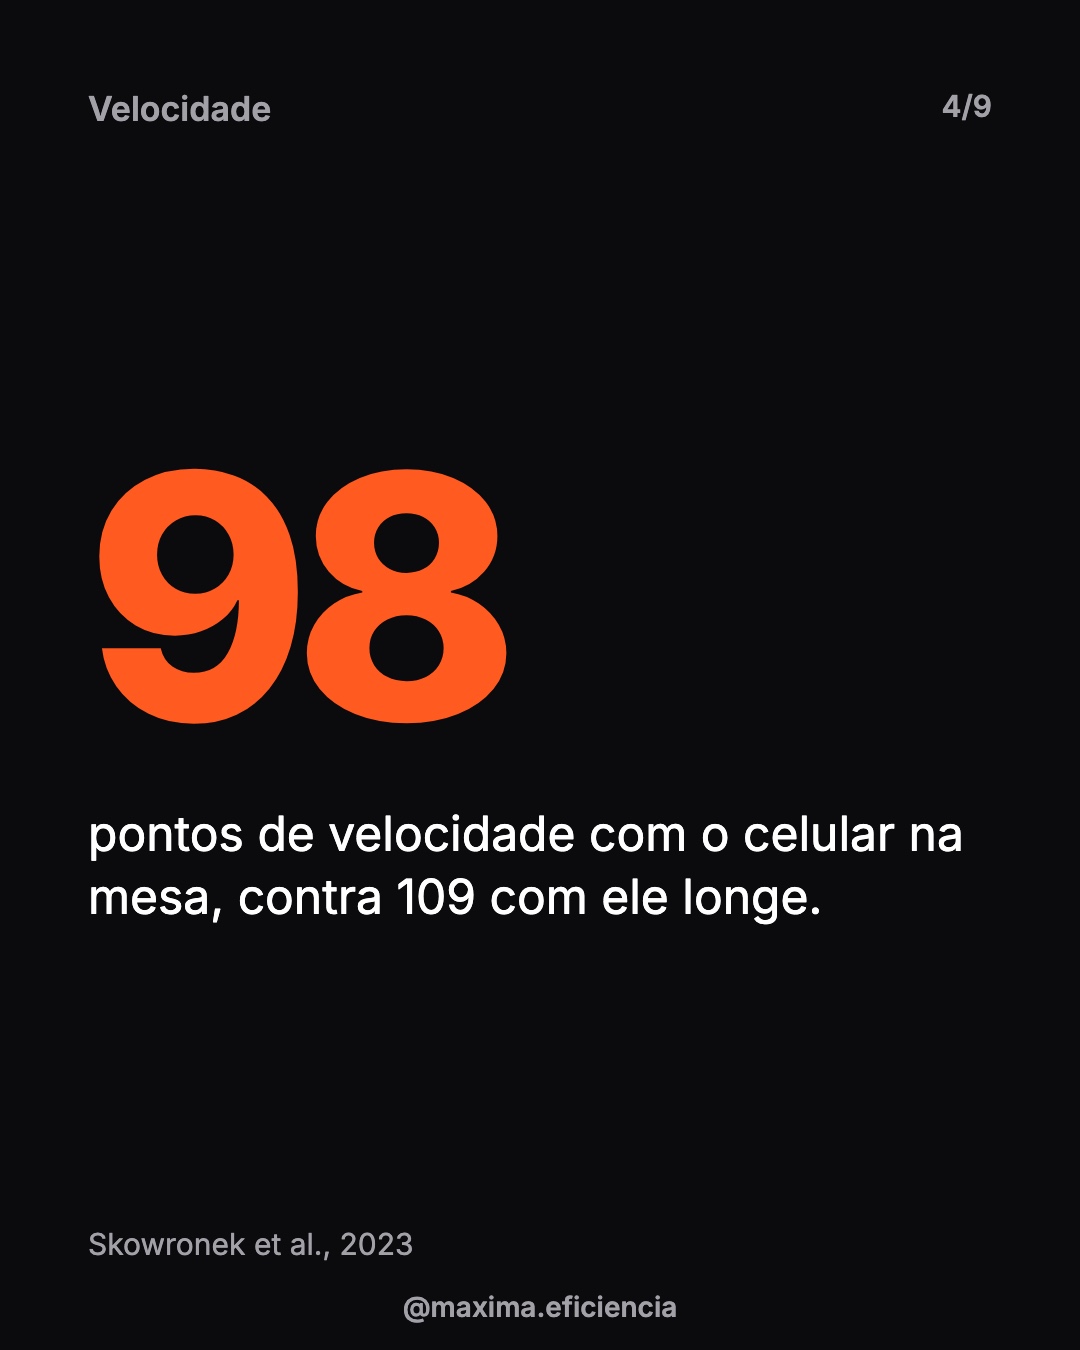 Velocidade
4/9
98
pontos de velocidade com o celular na
mesa, contra 109 com ele longe.
Skowronek et al., 2023
@maxima.eficiencia